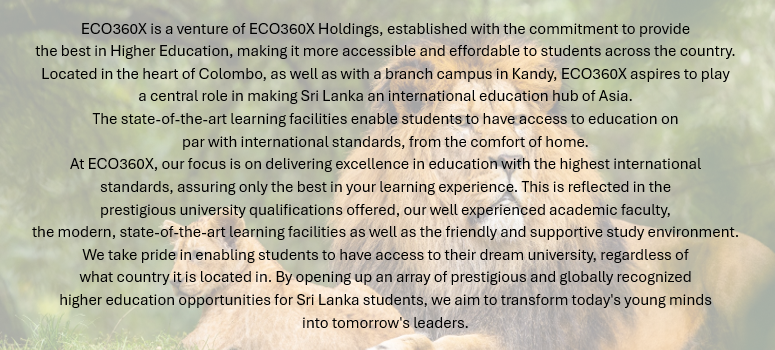 ECO360X is a venture of ECO360X Holdings, established with the commitment to provide
the best in Higher Education, making it more accessible and effordable to students across the country.
Located in the heart of Colombo, as well as with a branch campus in Kandy, ECO360X aspires to play
a central role in making Sri Lanka an international education hub of Asia.
The state-of-the-art learning facilities enable students to have access to education on
par with international standards, from the comfort of home.
At ECO360X, our focus is on delivering excellence in education with the highest international
standards, assuring only the best in your learning experience. This is reflected in the
prestigious university qualifications offered, our well experienced academic faculty,
the modern, state-of-the-art learning facilities as well as the friendly and supportive study environment.
We take pride in enabling students to have access to their dream university, regardless of
what country it is located in. By opening up an array of prestigious and globally recognized
higher education opportunities for Sri Lanka students, we aim to transform today's young minds
into tomorrow's leaders.